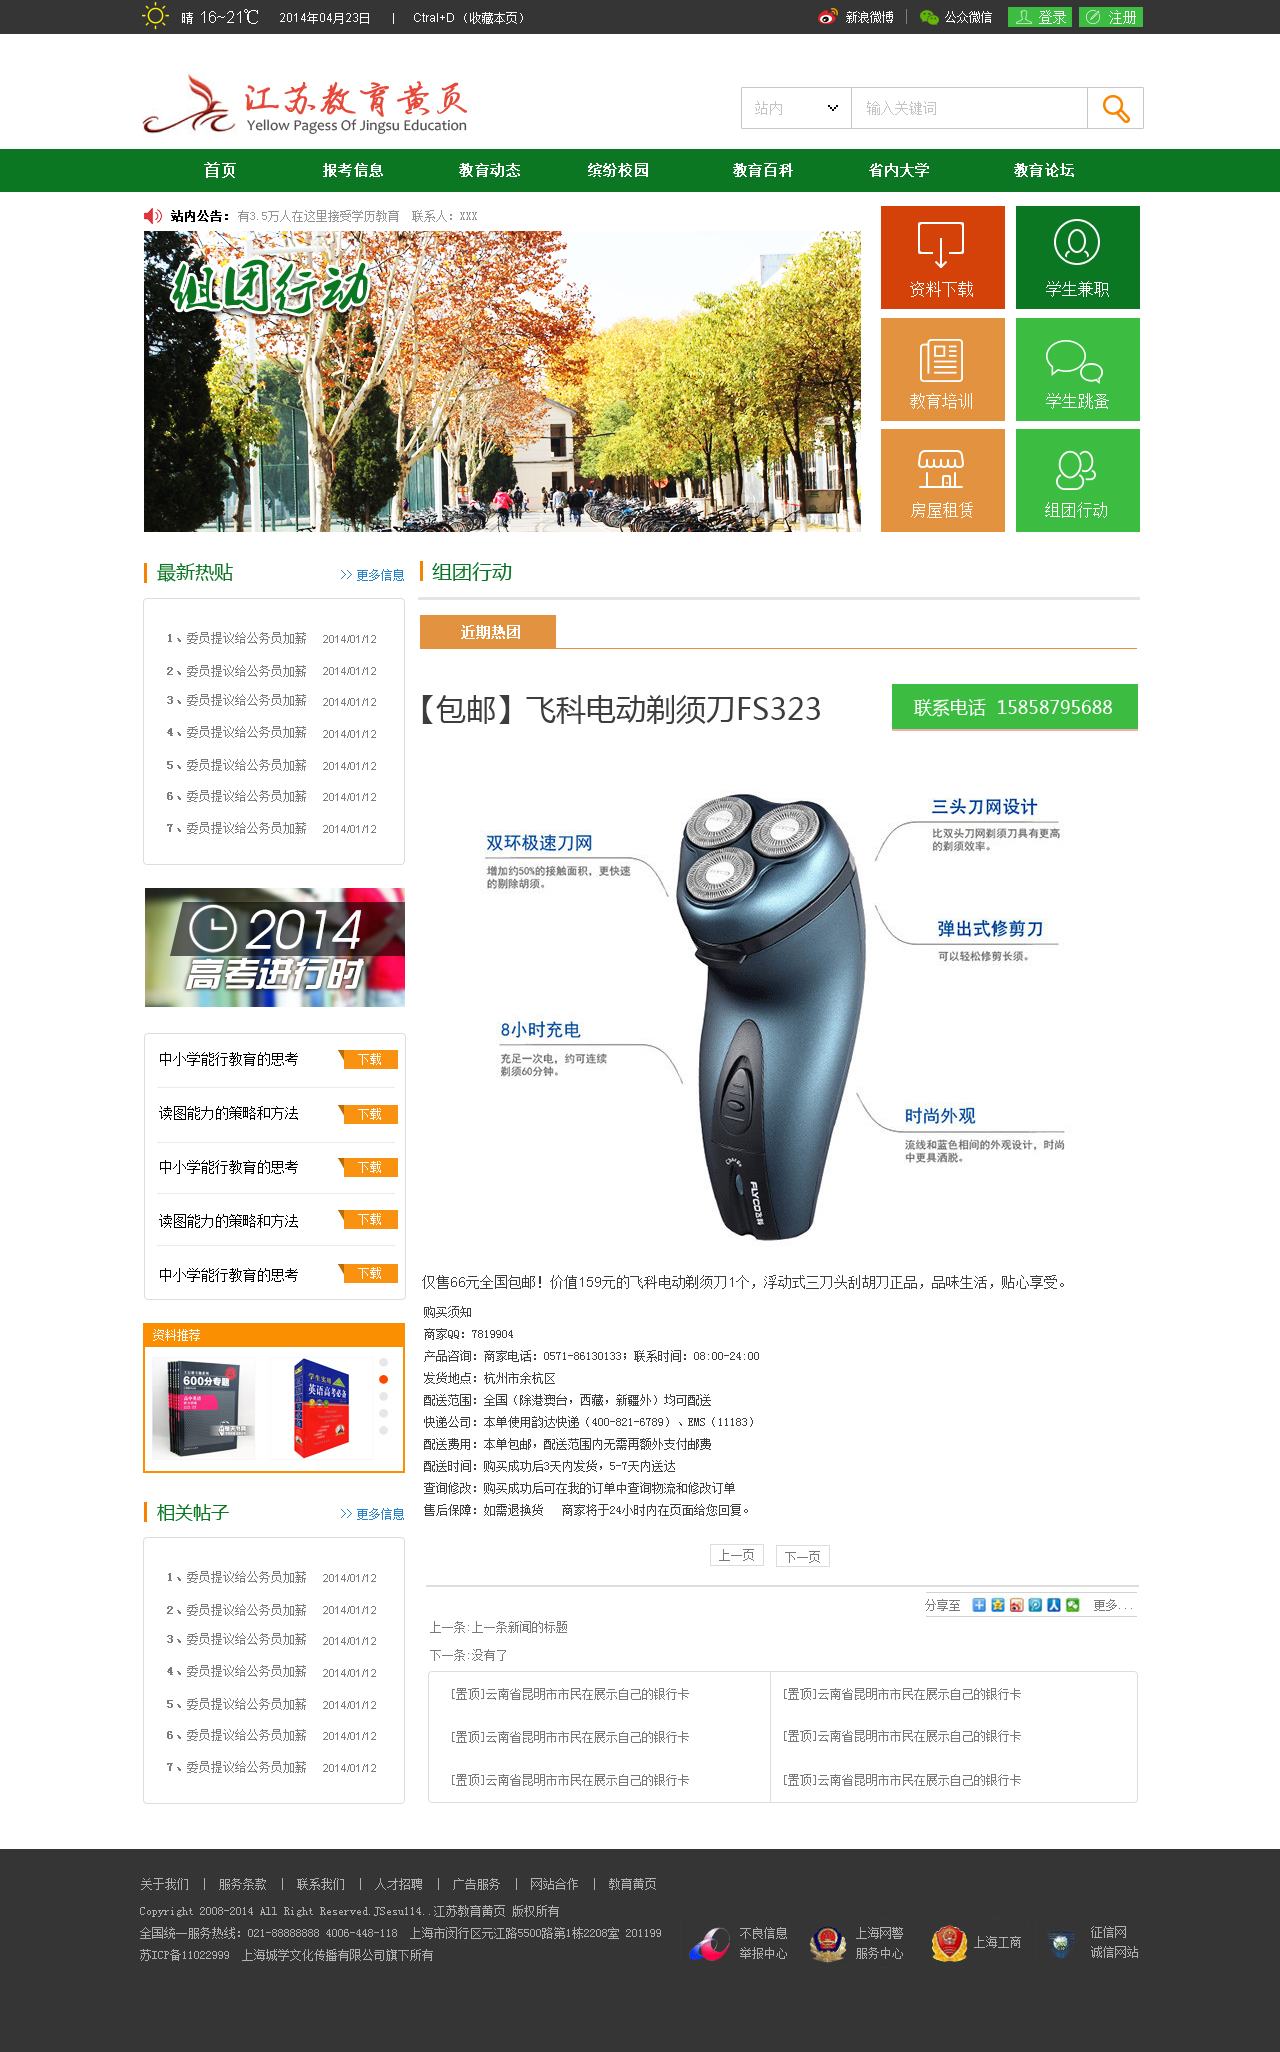 晴 16~21℃ 2014年04月23日 | Ctral+D（收藏本页） 新浪微博 | 公众微信 登录 注册
江苏教育黄页
Yellow Pagess Of Jingsu Education
站内 输入关键词
首页 报考信息 教育动态 缤纷校园 教育百科 省内大学 教育论坛
站内公告：有3.5万人在这里接受学历教育 联系人：XXX
组团行动
资料下载 学生兼职
教育培训 学生跳蚤
房屋租赁 组团行动
最新热贴 >> 更多信息
1、委员提议给公务员加薪 2014/01/12
2、委员提议给公务员加薪 2014/01/12
3、委员提议给公务员加薪 2014/01/12
4、委员提议给公务员加薪 2014/01/12
5、委员提议给公务员加薪 2014/01/12
6、委员提议给公务员加薪 2014/01/12
7、委员提议给公务员加薪 2014/01/12
2014
高考进行时
中小学能行教育的思考 下载
读图能力的策略和方法 下载
中小学能行教育的思考 下载
读图能力的策略和方法 下载
中小学能行教育的思考 下载
资料推荐
600分专题
学生实用
英语高考必备
相关帖子 >> 更多信息
1、委员提议给公务员加薪 2014/01/12
2、委员提议给公务员加薪 2014/01/12
3、委员提议给公务员加薪 2014/01/12
4、委员提议给公务员加薪 2014/01/12
5、委员提议给公务员加薪 2014/01/12
6、委员提议给公务员加薪 2014/01/12
7、委员提议给公务员加薪 2014/01/12
组团行动
近期热团
【包邮】飞科电动剃须刀FS323
联系电话 15858795688
双环极速刀网
增加约50%的接触面积，更快速
的剔除胡须。
三头刀网设计
比双头刀网剃须刀具有更高
的剃须效率。
弹出式修剪刀
可以轻松修剪长须。
8小时充电
充足一次电，约可连续
剃须60分钟。
时尚外观
流线和蓝色相间的外观设计，时尚
中更具洒脱。
FLYCO飞科
仅售66元全国包邮！价值159元的飞科电动剃须刀1个，浮动式三刀头刮胡刀正品，品味生活，贴心享受。
购买须知
商家QQ：7819904
产品咨询：商家电话：0571-86130133；联系时间：08:00-24:00
发货地点：杭州市余杭区
配送范围：全国（除港澳台，西藏，新疆外）均可配送
快递公司：本单使用韵达快递（400-821-6789）、EMS（11183）
配送费用：本单包邮，配送范围内无需再额外支付邮费
配送时间：购买成功后3天内发货，5-7天内送达
查询修改：购买成功后可在我的订单中查询物流和修改订单
售后保障：如需退换货 商家将于24小时内在页面给您回复。
上一页 下一页
分享至 更多...
上一条:上一条新闻的标题
下一条:没有了
[置顶]云南省昆明市市民在展示自己的银行卡 [置顶]云南省昆明市市民在展示自己的银行卡
[置顶]云南省昆明市市民在展示自己的银行卡 [置顶]云南省昆明市市民在展示自己的银行卡
[置顶]云南省昆明市市民在展示自己的银行卡 [置顶]云南省昆明市市民在展示自己的银行卡
关于我们 | 服务条款 | 联系我们 | 人才招聘 | 广告服务 | 网站合作 | 教育黄页
Copyright 2008-2014 All Right Reserved.JSesu114..江苏教育黄页 版权所有
全国统一服务热线：021-88888888 4006-448-118 上海市闵行区元江路5500路第1栋2208室 201199
苏ICP备11022999 上海城学文化传播有限公司旗下所有
不良信息
举报中心
上海网警
服务中心
上海工商
征信网
诚信网站